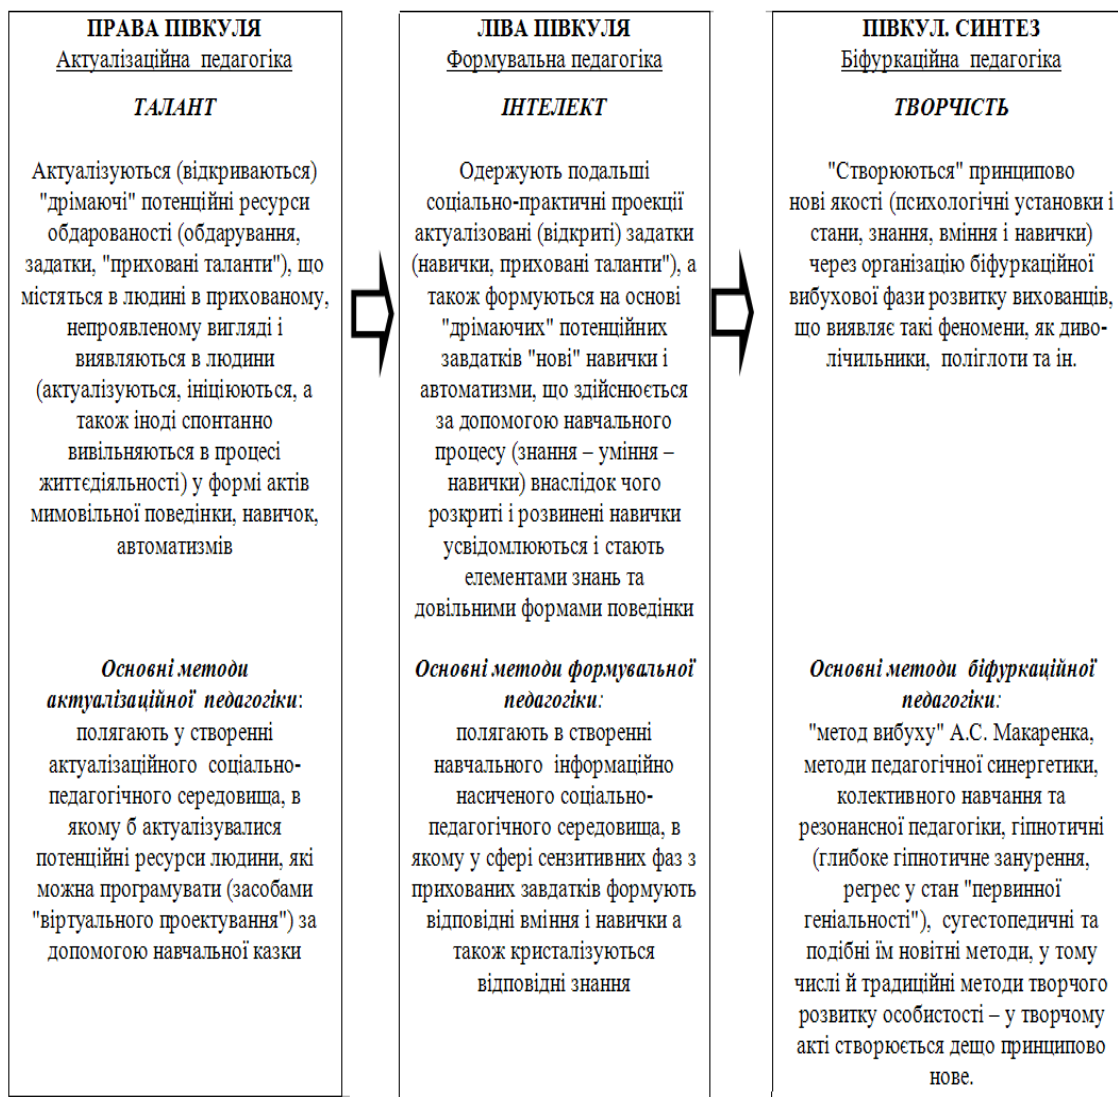 ПРАВА ПІВКУЛЯ
Актуалізаційна педагогіка
ТАЛАНТ
Актуалізуються (відкриваються)
"дрімаючі" потенційні ресурси
обдарованості (обдарування,
задатки, "приховані таланти"), що
містяться в людині в прихованому,
непроявленому вигляді і
виявляються в людини
(актуалізуються, ініціюються, а
також іноді спонтанно
вивільняються в процесі
життєдіяльності) у формі актів
мимовільної поведінки, навичок,
автоматизмів
Основні методи
актуалізаційної педагогіки:
полягають у створенні
актуалізаційного соціально-
педагогічного середовища, в
якому б актуалізувалися
потенційні ресурси людини, які
можна програмувати (засобами
"віртуального проектування") за
допомогою навчальної казки
ЛІВА ПІВКУЛЯ
Формувальна педагогіка
ІНТЕЛЕКТ
Одержують подальші
соціально-практичні проекції
актуалізовані (відкриті) задатки
(навички, приховані таланти"), а
також формуються на основі
"дрімаючих" потенційних
завдатків "нові" навички і
автоматизми, що здійснюється
за допомогою навчального
процесу (знання – уміння –
навички) внаслідок чого
розкриті і розвинені навички
усвідомлюються і стають
елементами знань та
довільними формами поведінки
Основні методи формувальної
педагогіки:
полягають в створенні
навчального інформаційно
насиченого соціально-
педагогічного середовища, в
якому у сфері сензитивних фаз з
прихованих завдатків формують
відповідні вміння і навички а
також кристалізуються
відповідні знання
ПІВКУЛ. СИНТЕЗ
Біфуркаційна педагогіка
ТВОРЧІСТЬ
"Створюються" принципово
нові якості (психологічні установки і
стани, знання, вміння і навички)
через організацію біфуркаційної
вибухової фази розвитку вихованців,
що виявляє такі феномени, як диво-
лічильники, поліглоти та ін.
Основні методи біфуркаційної
педагогіки:
"метод вибуху" А.С. Макаренка,
методи педагогічної синергетики,
колективного навчання та
резонансної педагогіки, гіпнотичні
(глибоке гіпнотичне занурення,
регрес у стан "первинної
геніальності"), сугестопедичні та
подібні їм новітні методи, у тому
числі й традиційні методи творчого
розвитку особистості – у творчому
акті створюється дещо принципово
нове.